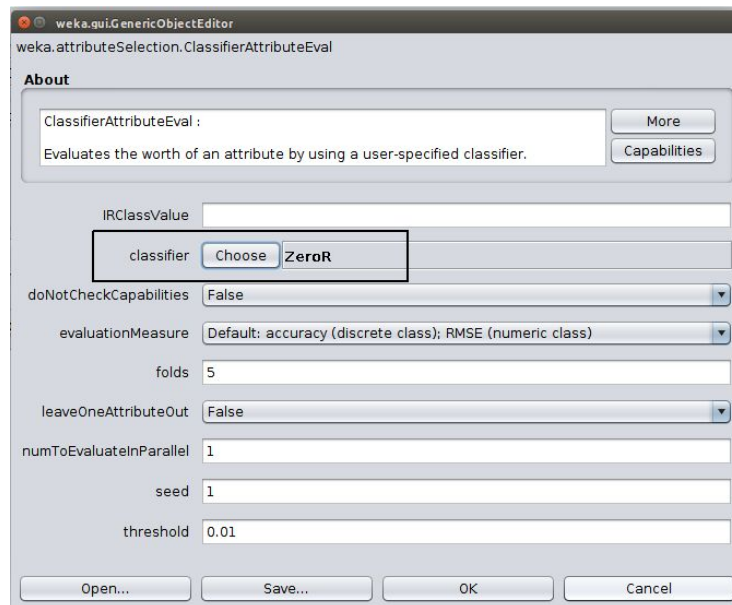 weka.gui.GenericObjectEditor
weka.attributeSelection.ClassifierAttributeEval
About
ClassifierAttributeEval :
More
Evaluates the worth of an attribute by using a user-specified classifier.
Capabilities
IRClassValue
classifier Choose ZeroR
doNotCheckCapabilities False
evaluationMeasure Default: accuracy (discrete class); RMSE (numeric class)
folds 5
leaveOneAttributeOut False
numToEvaluateInParallel 1
seed 1
threshold 0.01
Open... Save... OK Cancel